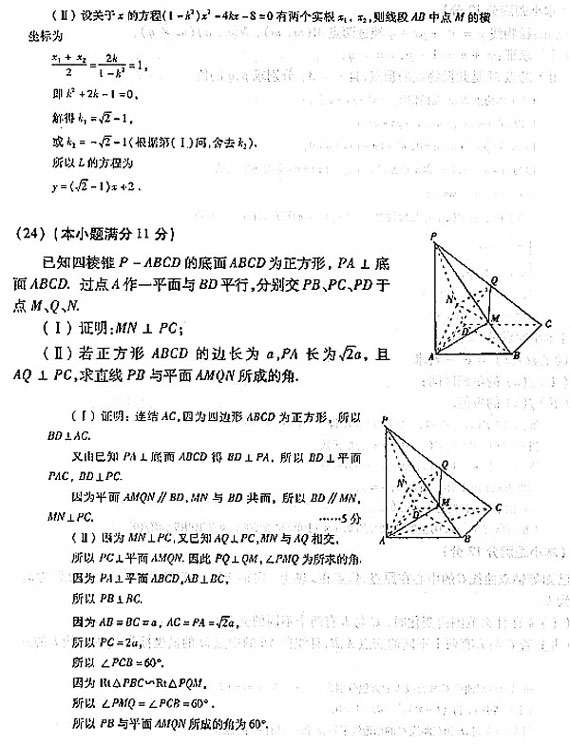 (Ⅱ)设关于x的方程(1-k²)x²-4kx-8=0有两个实根x₁、x₂,则线段AB中点M的横
坐标为
(x₁+x₂)/2=2k/(1-k²)=1,
即k²+2k-1=0,
解得k₁=√2-1,
或k₂=-√2-1(根据第(Ⅰ)问,舍去k₂).
所以L的方程为
y=(√2-1)x+2.
(24)(本小题满分11分)
已知四棱锥P-ABCD的底面ABCD为正方形,PA⊥底
面ABCD. 过点A作一平面与BD平行,分别交PB、PC、PD于
点M、Q、N.
(Ⅰ)证明:MN⊥PC;
(Ⅱ)若正方形ABCD的边长为a,PA长为√2a,且
AQ⊥PC,求直线PB与平面AMQN所成的角.
P
Q
N
M
D
C
A
B
(Ⅰ)证明:连结AC,因为四边形ABCD为正方形,所以
BD⊥AC.
又由已知PA⊥底面ABCD得BD⊥PA,所以BD⊥平面
PAC,BD⊥PC.
因为平面AMQN∥BD,MN与BD共面,所以BD∥MN,
MN⊥PC. ……5分
(Ⅱ)因为MN⊥PC,又已知AQ⊥PC,MN与AQ相交,
所以PC⊥平面AMQN.因此PQ⊥QM,∠PMQ为所求的角.
因为PA⊥平面ABCD,AB⊥BC,
所以PB⊥BC.
因为AB=BC=a,AC=PA=√2a,
所以PC=2a,
所以∠PCB=60°.
因为Rt△PBC∽Rt△PQM,
所以∠PMQ=∠PCB=60°.
所以PB与平面AMQN所成的角为60°.
P
Q
N
M
D
C
A
B